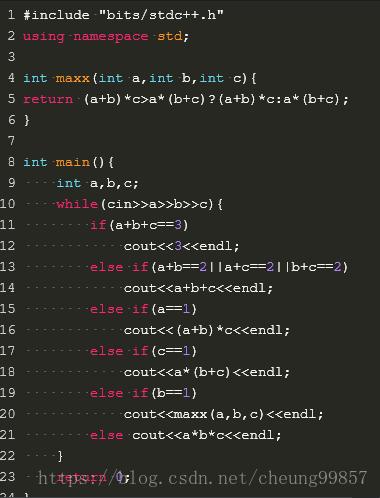 1 #include "bits/stdc++.h"
2 using namespace std;
3
4 int maxx(int a,int b,int c){
5 return (a+b)*c>a*(b+c)?(a+b)*c:a*(b+c);
6 }
7
8 int main(){
9     int a,b,c;
10     while(cin>>a>>b>>c){
11         if(a+b+c==3)
12             cout<<3<<endl;
13         else if(a+b==2||a+c==2||b+c==2)
14             cout<<a+b+c<<endl;
15         else if(a==1)
16             cout<<(a+b)*c<<endl;
17         else if(c==1)
18             cout<<a*(b+c)<<endl;
19         else if(b==1)
20             cout<<maxx(a,b,c)<<endl;
21         else cout<<a*b*c<<endl;
22     }
23     return 0;
https://blog.csdn.net/cheung99857
24 }